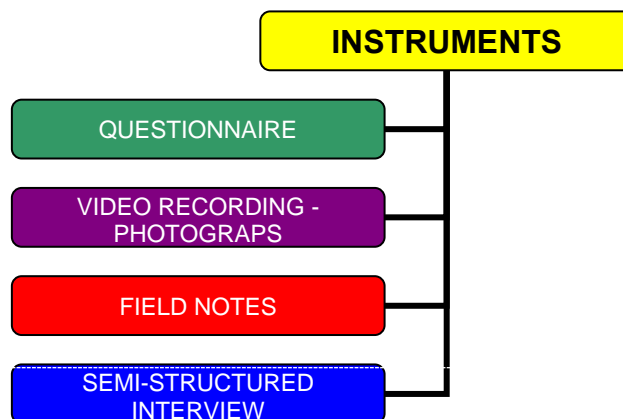 INSTRUMENTS
QUESTIONNAIRE
VIDEO RECORDING -
PHOTOGRAPS
FIELD NOTES
SEMI-STRUCTURED
INTERVIEW